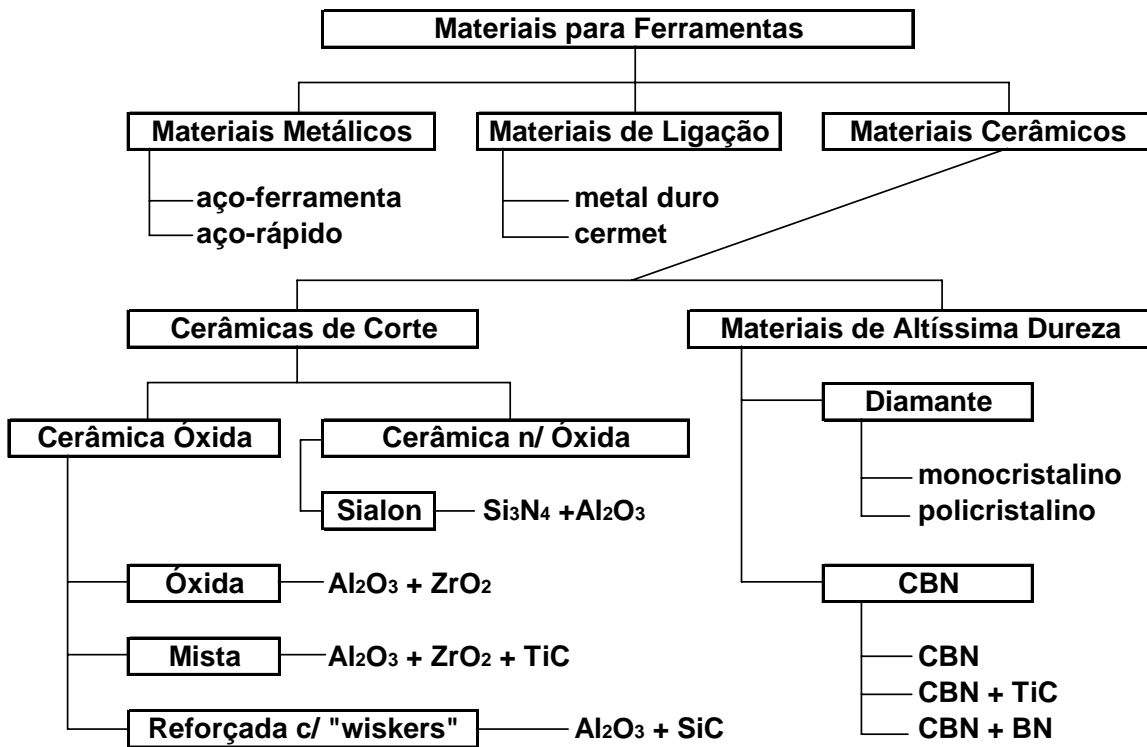 Materiais para Ferramentas
Materiais Metálicos
Materiais de Ligação
Materiais Cerâmicos
aço-ferramenta
aço-rápido
metal duro
cermet
Cerâmicas de Corte
Materiais de Altíssima Dureza
Cerâmica Óxida
Cerâmica n/ Óxida
Sialon
Si₃N₄ +Al₂O₃
Óxida
Al₂O₃ + ZrO₂
Mista
Al₂O₃ + ZrO₂ + TiC
Reforçada c/ "wiskers"
Al₂O₃ + SiC
Diamante
monocristalino
policristalino
CBN
CBN
CBN + TiC
CBN + BN